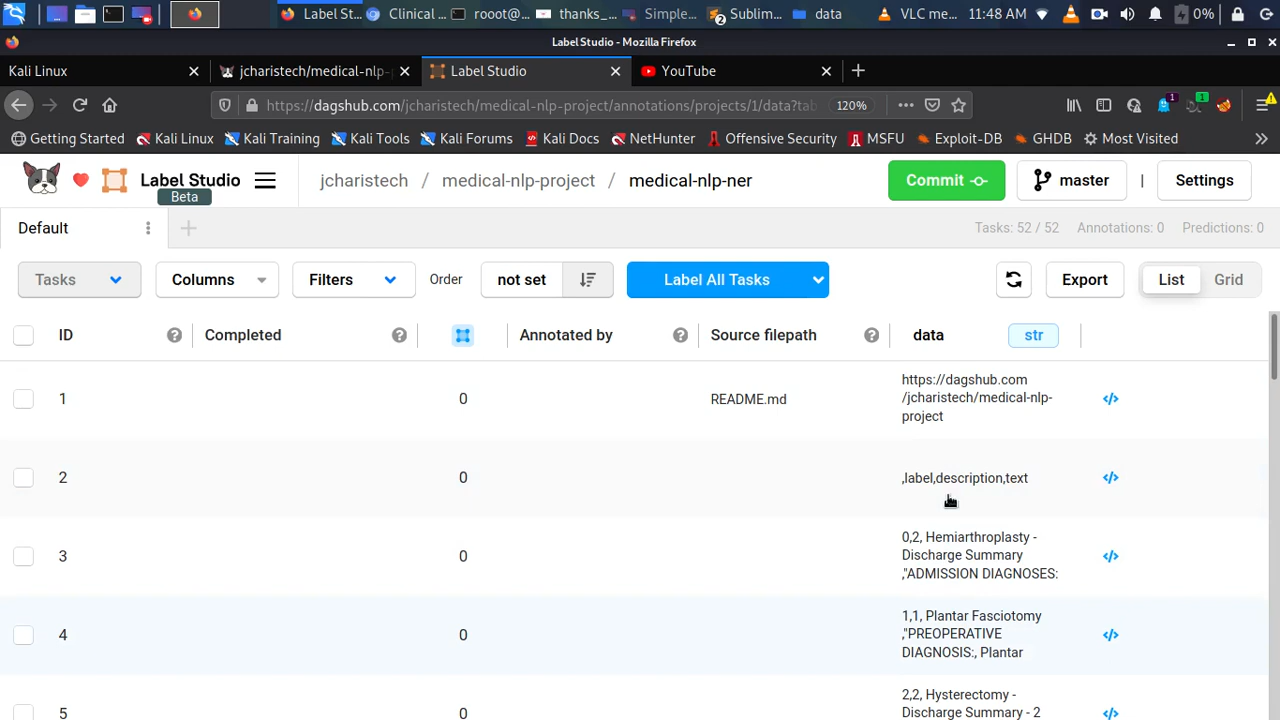 Label St... Clinical ... rooot@... thanks_... Simple... 2 Sublim... data VLC me... 11:48 AM 0%
Label Studio - Mozilla Firefox
Kali Linux jcharistech/medical-nlp- Label Studio YouTube
https://dagshub.com/jcharistech/medical-nlp-project/annotations/projects/1/data?tab 120% 1 1
Getting Started Kali Linux Kali Training Kali Tools Kali Forums Kali Docs NetHunter Offensive Security MSFU Exploit-DB GHDB Most Visited
Label Studio Beta jcharistech / medical-nlp-project / medical-nlp-ner Commit master | Settings
Default Tasks: 52 / 52 Annotations: 0 Predictions: 0
Tasks Columns Filters Order not set Label All Tasks Export List Grid
ID Completed Annotated by Source filepath data str
1 0 README.md https://dagshub.com
/jcharistech/medical-nlp-
project
2 0 ,label,description,text
3 0 0,2, Hemiarthroplasty -
Discharge Summary
,"ADMISSION DIAGNOSES:
4 0 1,1, Plantar Fasciotomy
,"PREOPERATIVE
DIAGNOSIS:, Plantar
5 0 2,2, Hysterectomy -
Discharge Summary - 2